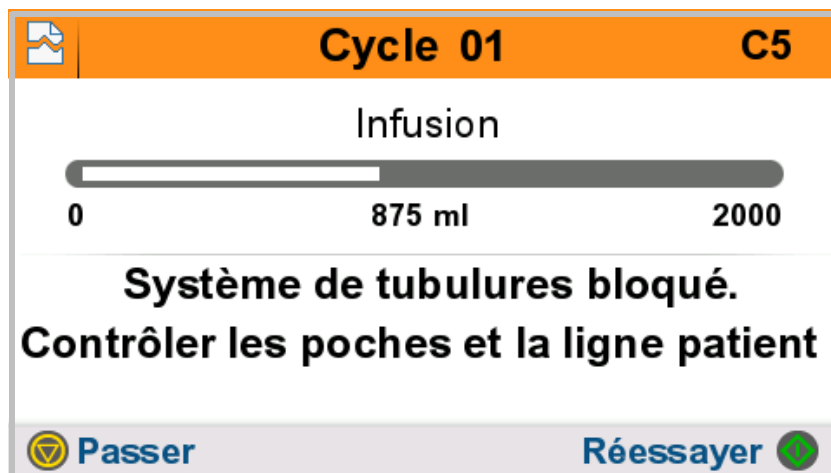 Cycle 01 C5
Infusion
0 875 ml 2000
Système de tubulures bloqué.
Contrôler les poches et la ligne patient
Passer Réessayer